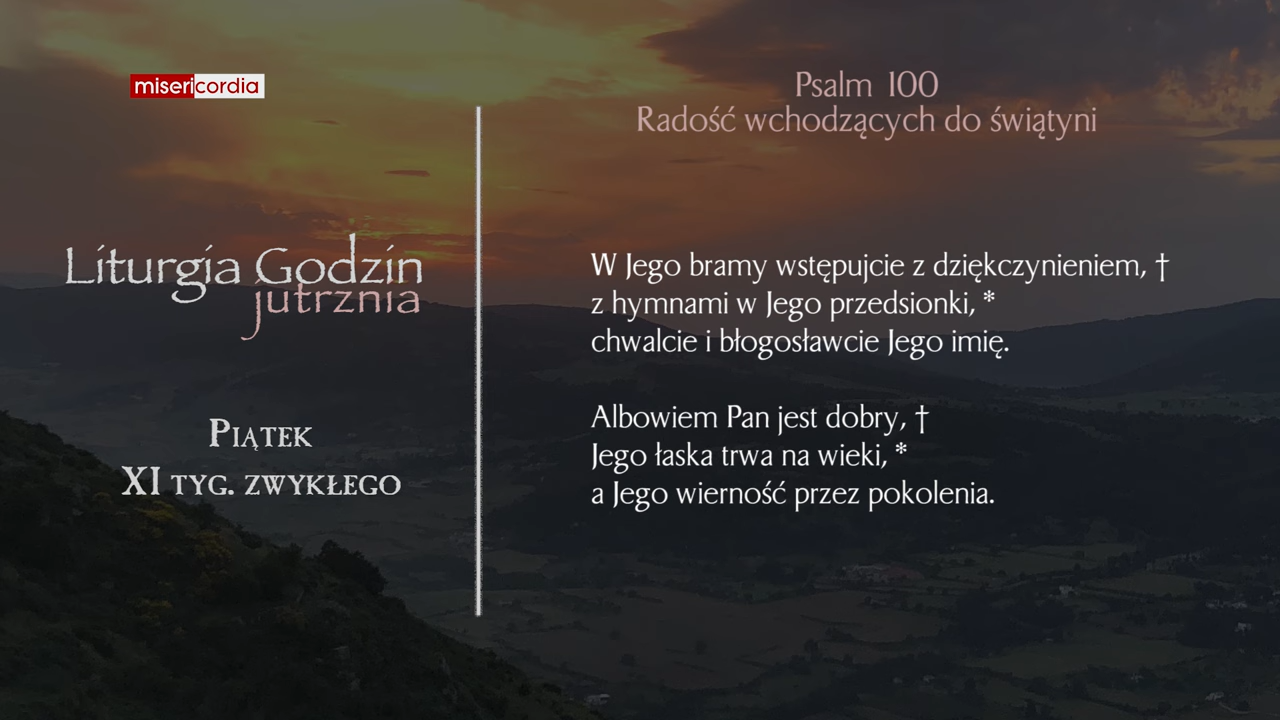 misericordia
Liturgia Godzin
jutrznia
Piątek
XI tyg. zwykłego
Psalm 100
Radość wchodzących do świątyni
W Jego bramy wstępujcie z dziękczynieniem, †
z hymnami w Jego przedsionki, *
chwalcie i błogosławcie Jego imię.
Albowiem Pan jest dobry, †
Jego łaska trwa na wieki, *
a Jego wierność przez pokolenia.